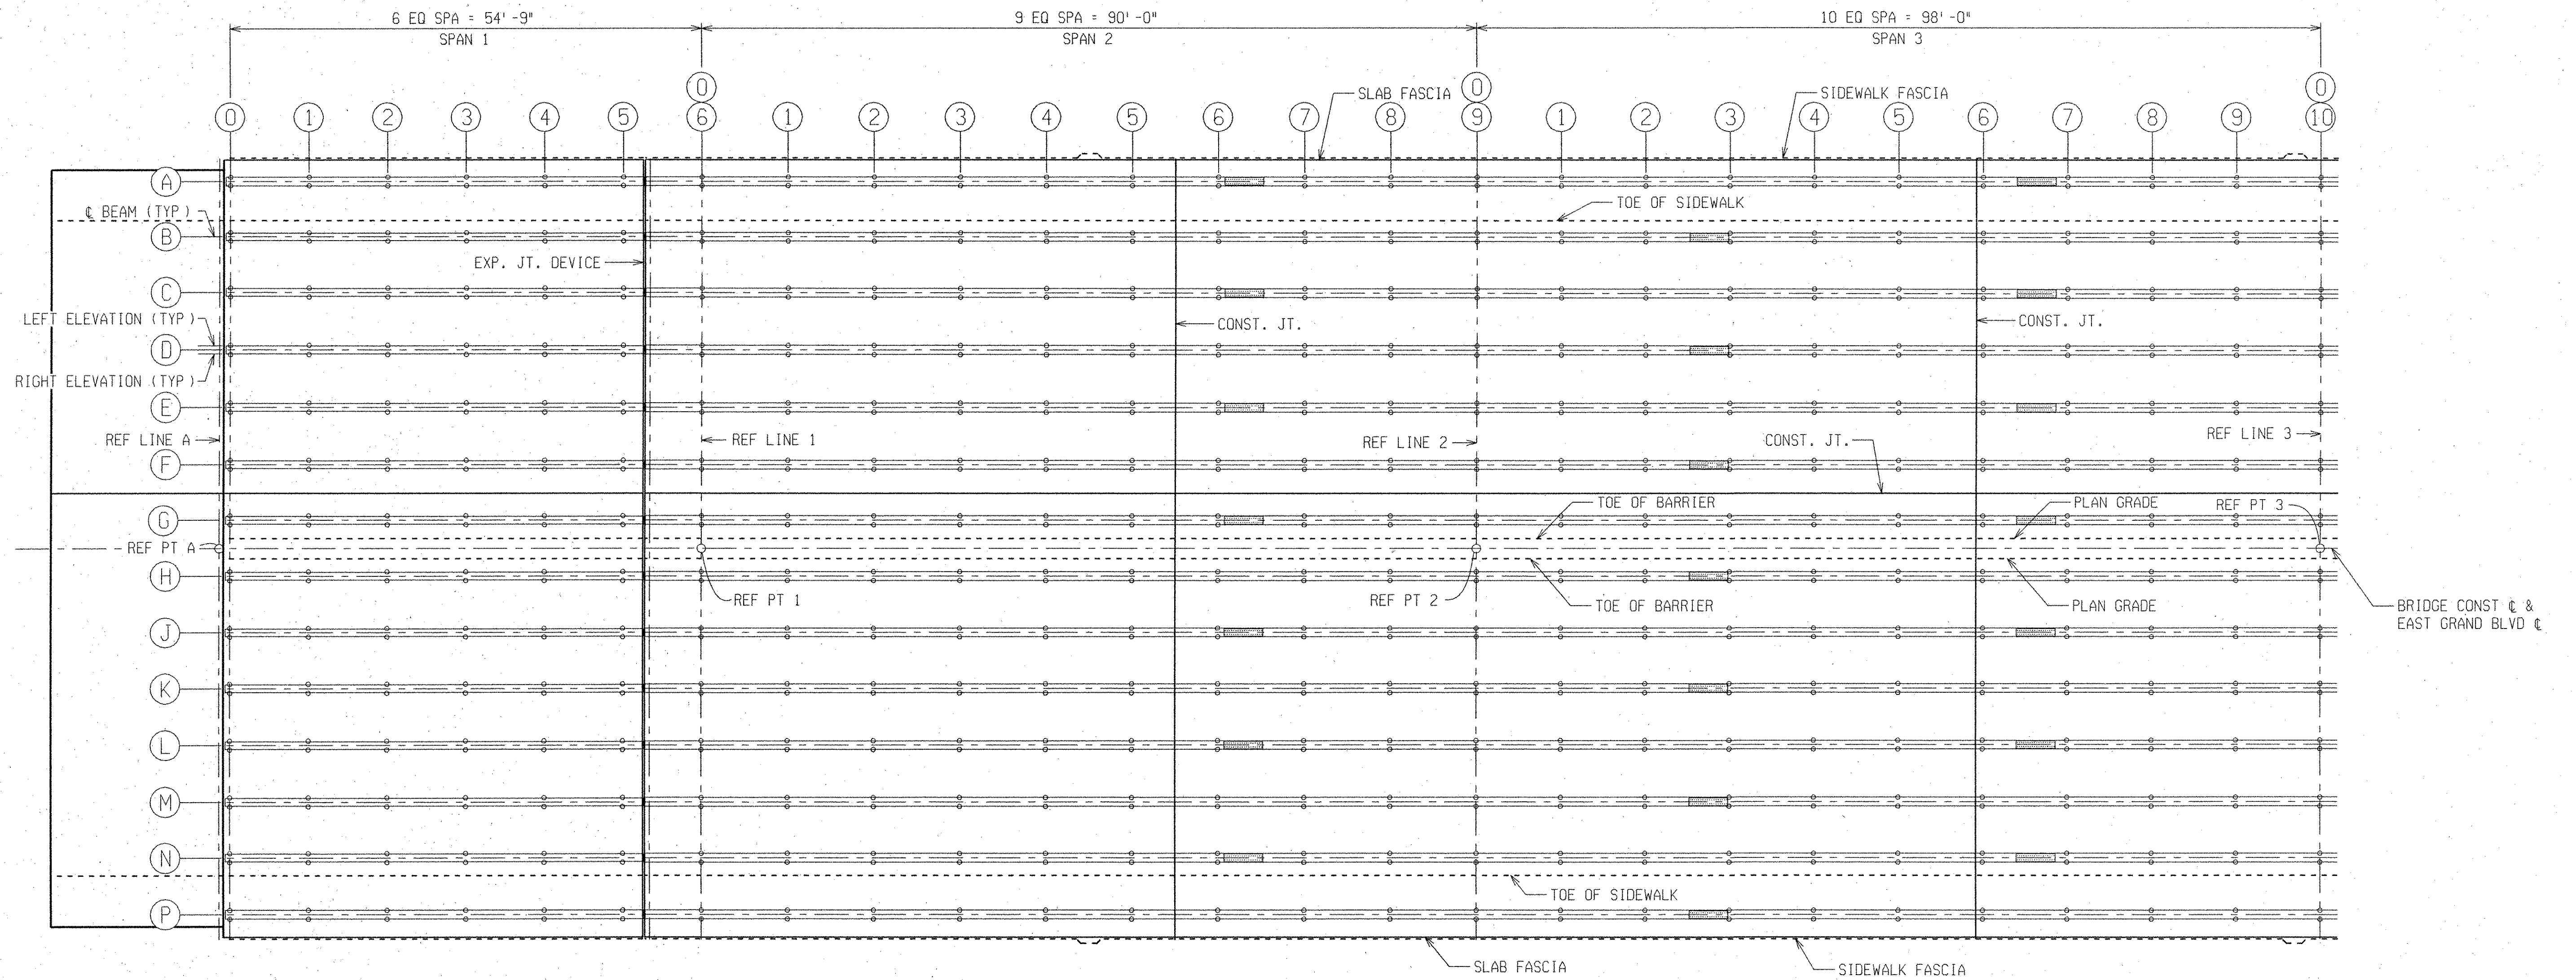 6 EQ SPA = 54'-9"
9 EQ SPA = 90'-0"
10 EQ SPA = 98'-0"
SPAN 1
SPAN 2
SPAN 3
0 0 0
0 1 2 3 4 5 6 1 2 3 4 5 6 7 8 9 1 2 3 4 5 6 7 8 9 10
SLAB FASCIA
SIDEWALK FASCIA
A
TOE OF SIDEWALK
℄ BEAM (TYP)
B
EXP. JT. DEVICE
C
LEFT ELEVATION (TYP)
CONST. JT.
CONST. JT.
D
RIGHT ELEVATION (TYP)
E
REF LINE A
REF LINE 1
REF LINE 2
CONST. JT.
REF LINE 3
F
TOE OF BARRIER
PLAN GRADE
REF PT 3
G
REF PT A
H
REF PT 1
REF PT 2
TOE OF BARRIER
PLAN GRADE
BRIDGE CONST ℄ &
EAST GRAND BLVD ℄
J
K
L
M
N
TOE OF SIDEWALK
P
SLAB FASCIA
SIDEWALK FASCIA